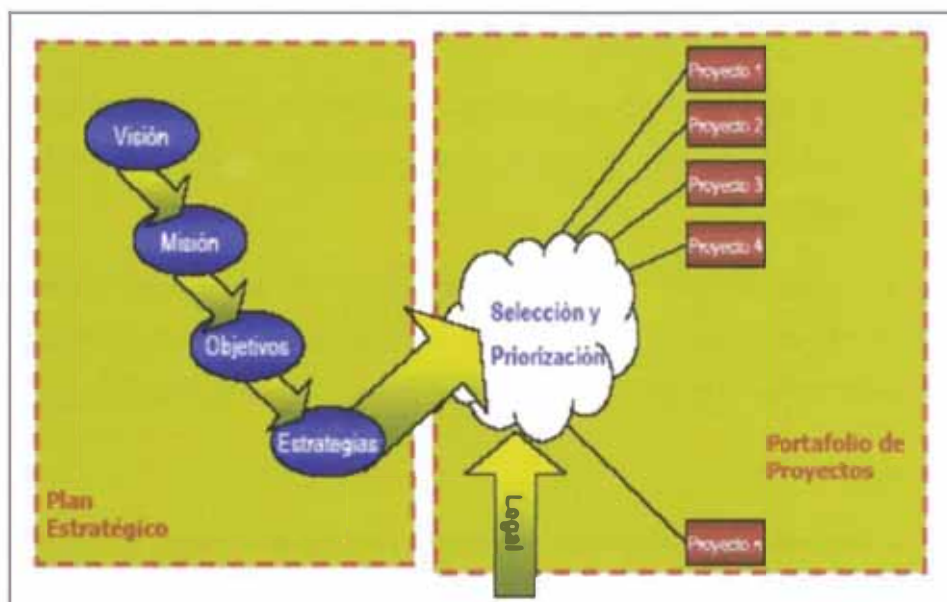 Visión
Misión
Objetivos
Estrategias
Plan
Estratégico
Selección y
Priorización
Legal
Proyecto 1
Proyecto 2
Proyecto 3
Proyecto 4
Portafolio de
Proyectos
Proyecto n